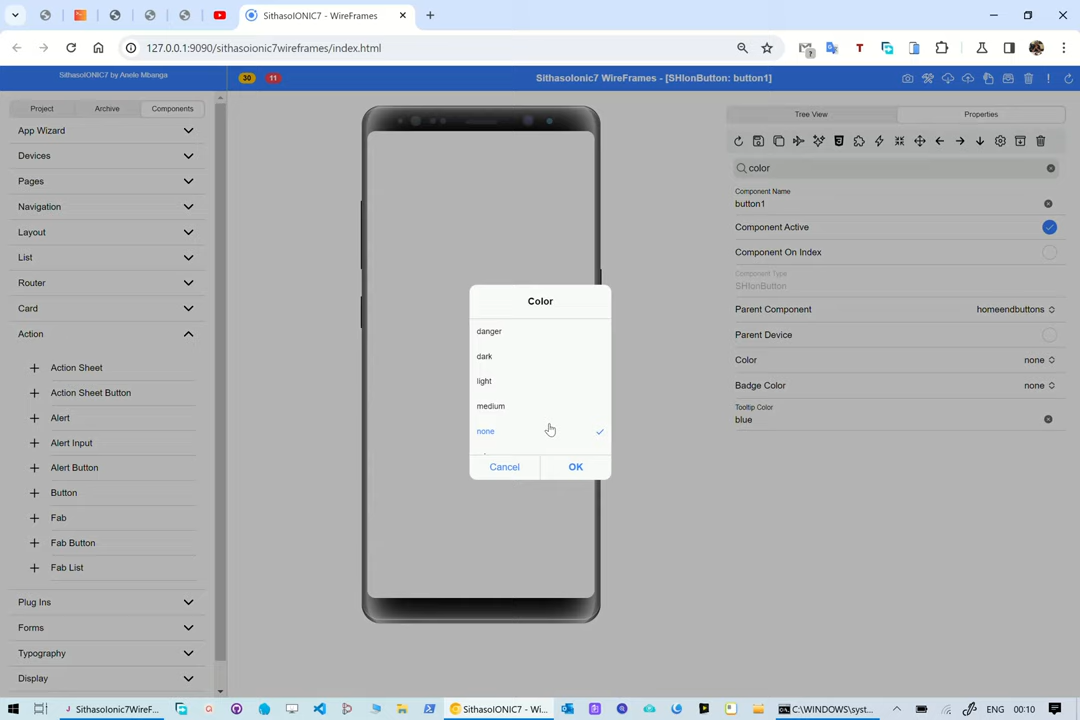 SithasoIONIC7 - WireFrames
127.0.0.1:9090/sithasoionic7wireframes/index.html
SithasoIONIC7 by Anele Mbanga
30
11
SithasoIonic7 WireFrames - [SHIonButton: button1]
Project
Archive
Components
App Wizard
Devices
Pages
Navigation
Layout
List
Router
Card
Action
Action Sheet
Action Sheet Button
Alert
Alert Input
Alert Button
Button
Fab
Fab Button
Fab List
Plug Ins
Forms
Typography
Display
Color
danger
dark
light
medium
none
Cancel
OK
Tree View
Properties
color
Component Name
button1
Component Active
Component On Index
Component Type
SHIonButton
Parent Component
homeendbuttons
Parent Device
Color
none
Badge Color
none
Tooltip Color
blue
SithasoIonic7WireF...
SithasoIONIC7 - Wi...
C:\WINDOWS\syst...
ENG
00:10